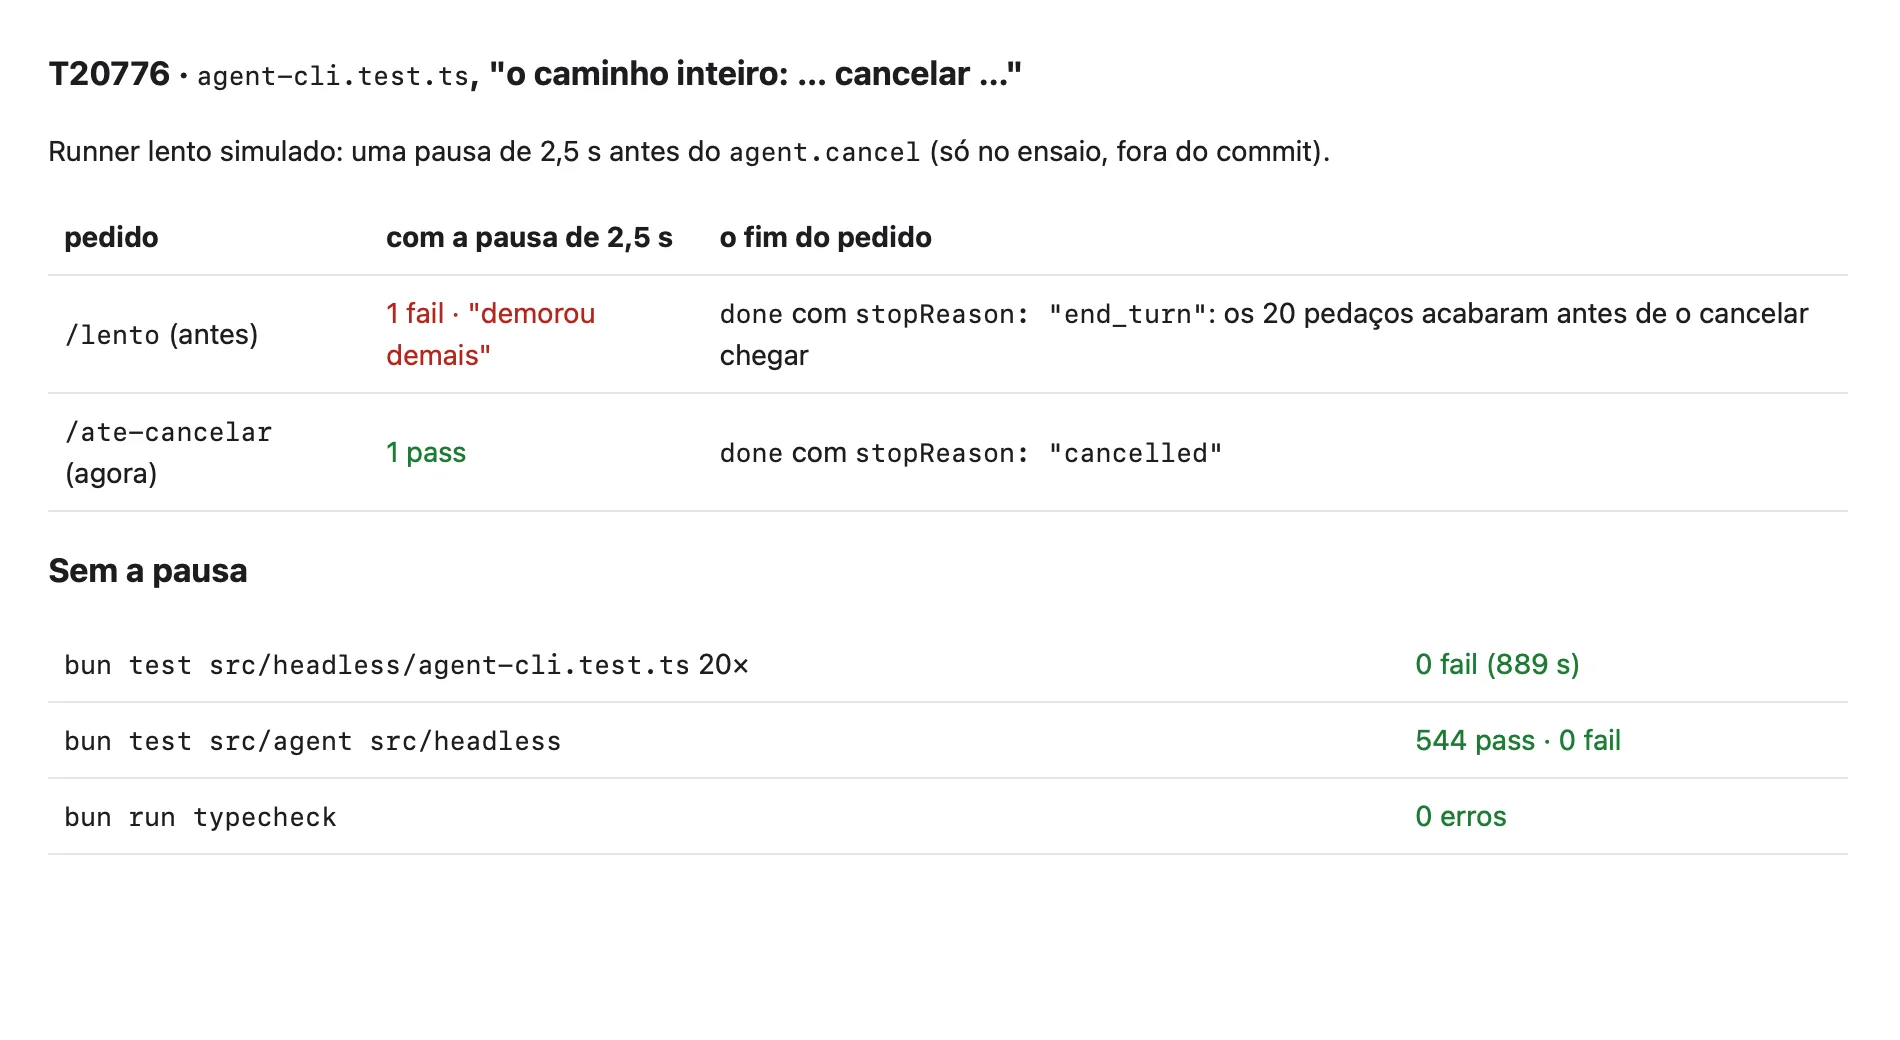 T20776 · agent-cli.test.ts, "o caminho inteiro: ... cancelar ..."
Runner lento simulado: uma pausa de 2,5 s antes do agent.cancel (só no ensaio, fora do commit).
pedido com a pausa de 2,5 s o fim do pedido
/lento (antes)
1 fail · "demorou
demais"
done com stopReason: "end_turn": os 20 pedaços acabaram antes de o cancelar
chegar
/ate-cancelar
(agora)
1 pass
done com stopReason: "cancelled"
Sem a pausa
bun test src/headless/agent-cli.test.ts 20× 0 fail (889 s)
bun test src/agent src/headless 544 pass · 0 fail
bun run typecheck 0 erros